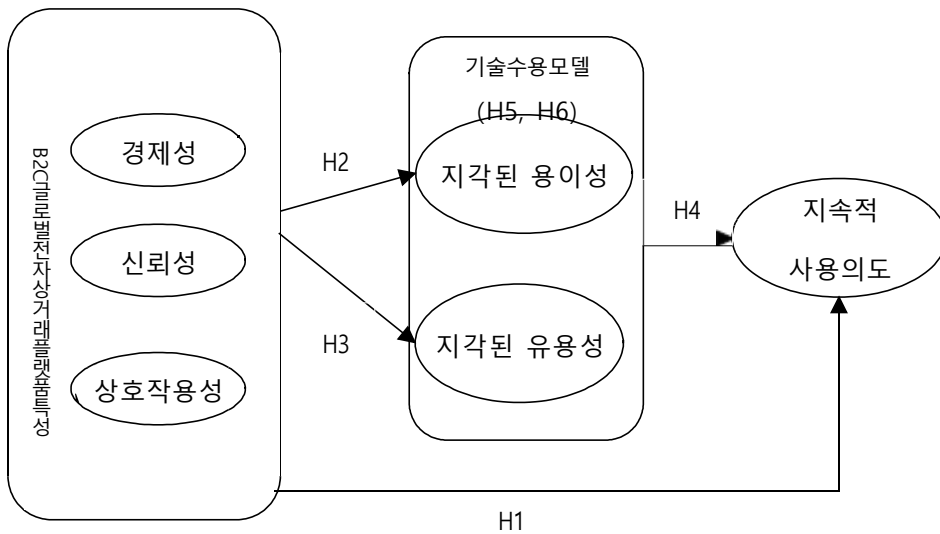 B2C글로벌전자상거래플랫폼특성
경제성
신뢰성
상호작용성
H2
H3
기술수용모델
(H5, H6)
지각된 용이성
지각된 유용성
H4
지속적
사용의도
H1